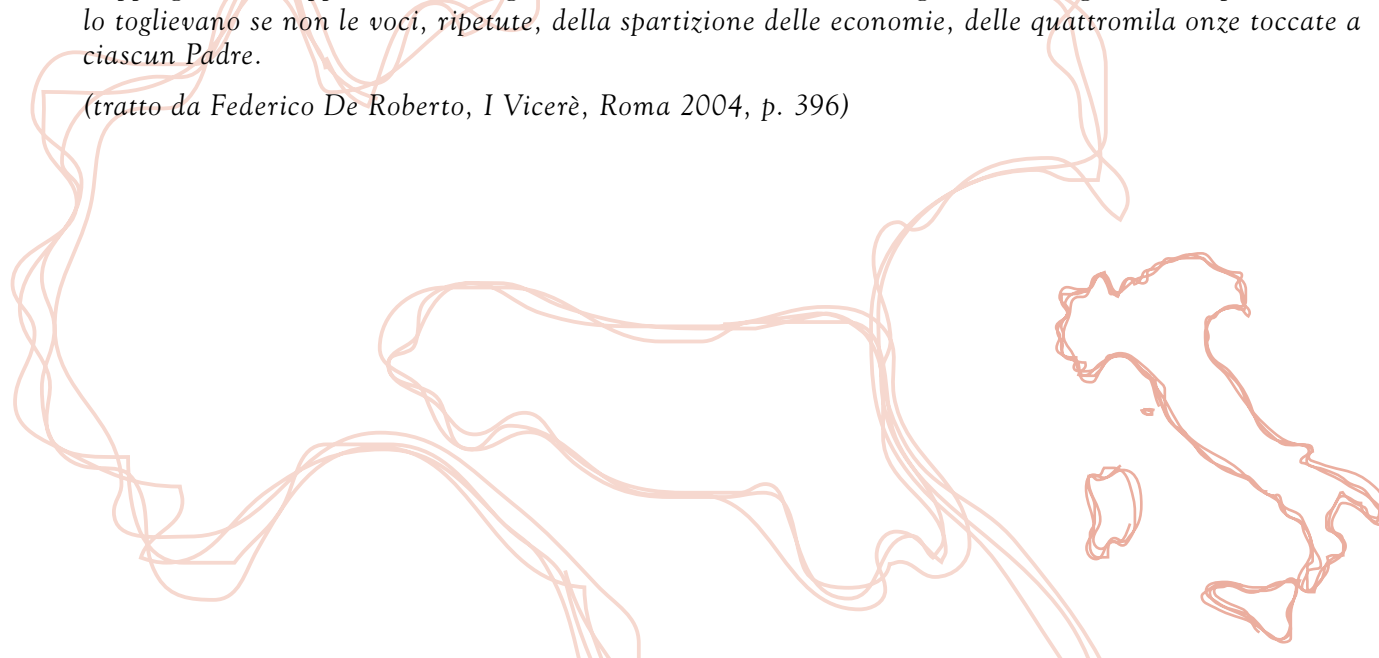 lo toglievano se non le voci, ripetute, della spartizione delle economie, delle quattromila onze toccate a
ciascun Padre.
(tratto da Federico De Roberto, I Vicerè, Roma 2004, p. 396)